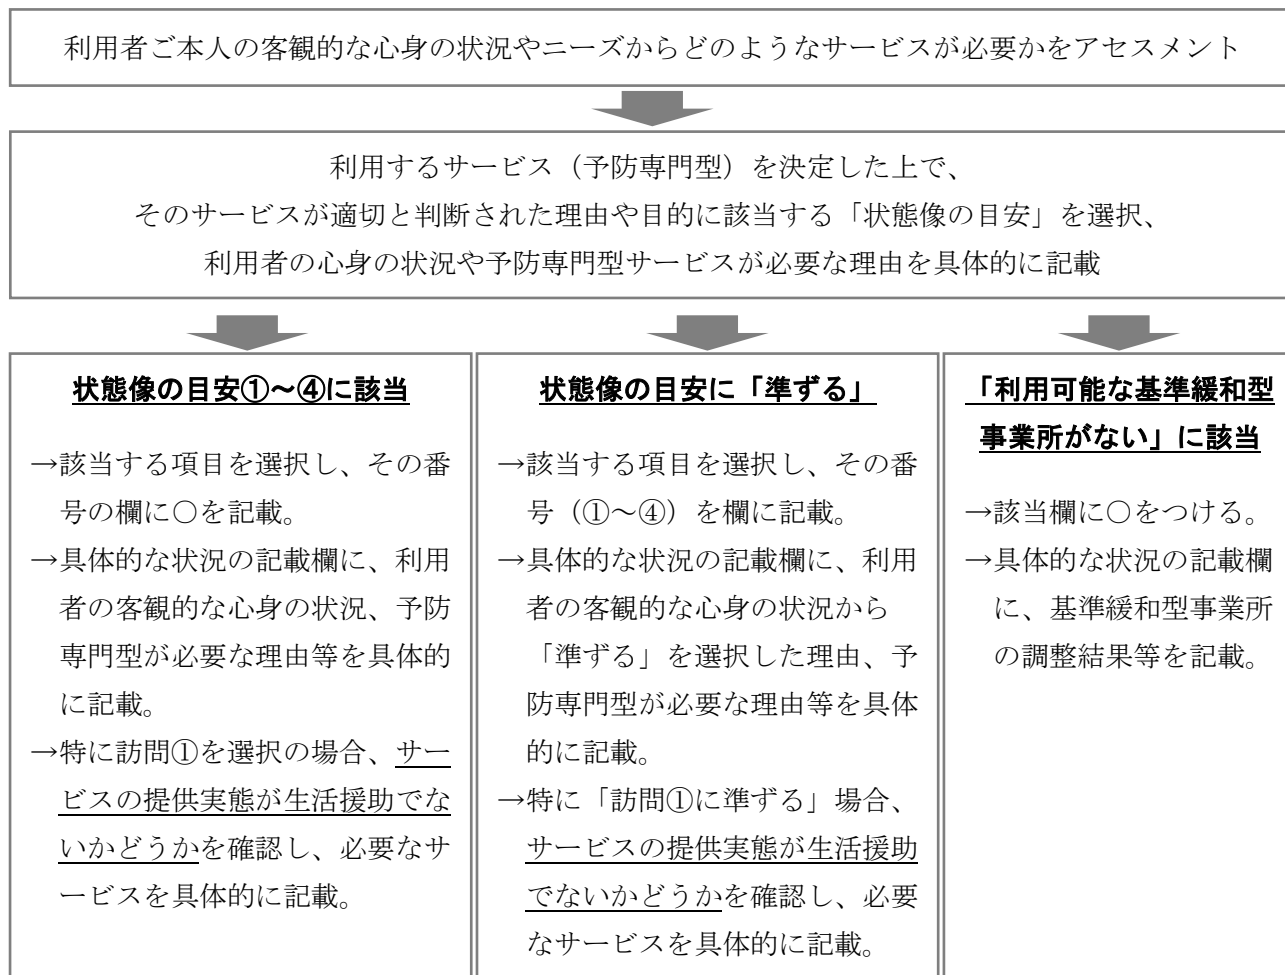 利用者ご本人の客観的な心身の状況やニーズからどのようなサービスが必要かをアセスメント
利用するサービス（予防専門型）を決定した上で、
そのサービスが適切と判断された理由や目的に該当する「状態像の目安」を選択、
利用者の心身の状況や予防専門型サービスが必要な理由を具体的に記載
状態像の目安①～④に該当
→該当する項目を選択し、その番
号の欄に○を記載。
→具体的な状況の記載欄に、利用
者の客観的な心身の状況、予防
専門型が必要な理由等を具体的
に記載。
→特に訪問①を選択の場合、サー
ビスの提供実態が生活援助でな
いかどうかを確認し、必要なサ
ービスを具体的に記載。
状態像の目安に「準ずる」
→該当する項目を選択し、その番
号（①～④）を欄に記載。
→具体的な状況の記載欄に、利用
者の客観的な心身の状況から
「準ずる」を選択した理由、予
防専門型が必要な理由等を具体
的に記載。
→特に「訪問①に準ずる」場合、
サービスの提供実態が生活援助
でないかどうかを確認し、必要
なサービスを具体的に記載。
「利用可能な基準緩和型
事業所がない」に該当
→該当欄に○をつける。
→具体的な状況の記載欄
に、基準緩和型事業所
の調整結果等を記載。